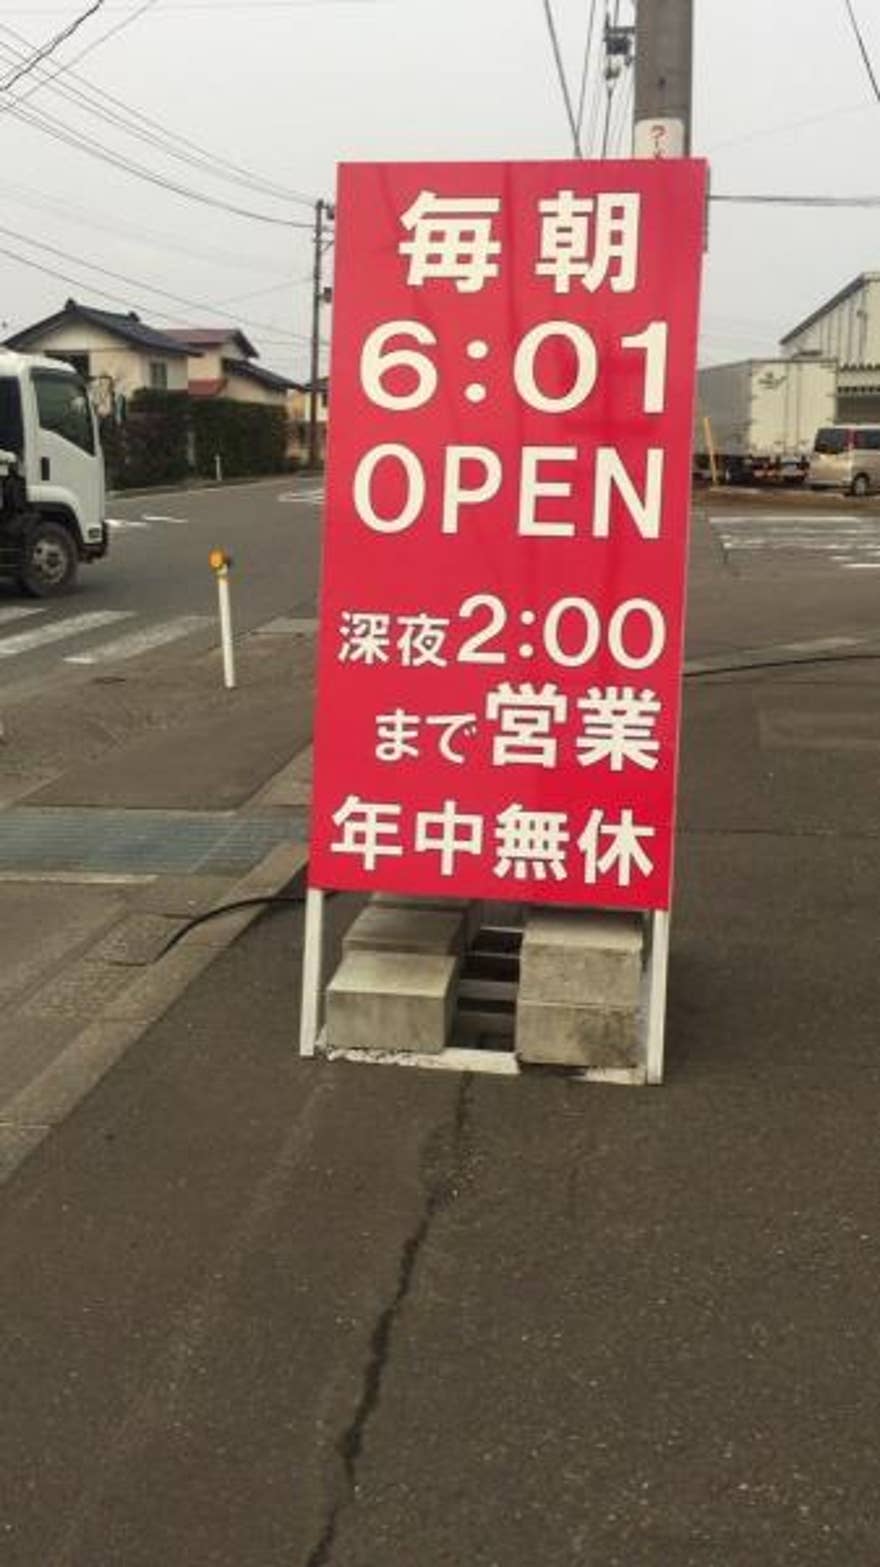 毎朝
6:01
OPEN
深夜2:00
まで営業
年中無休